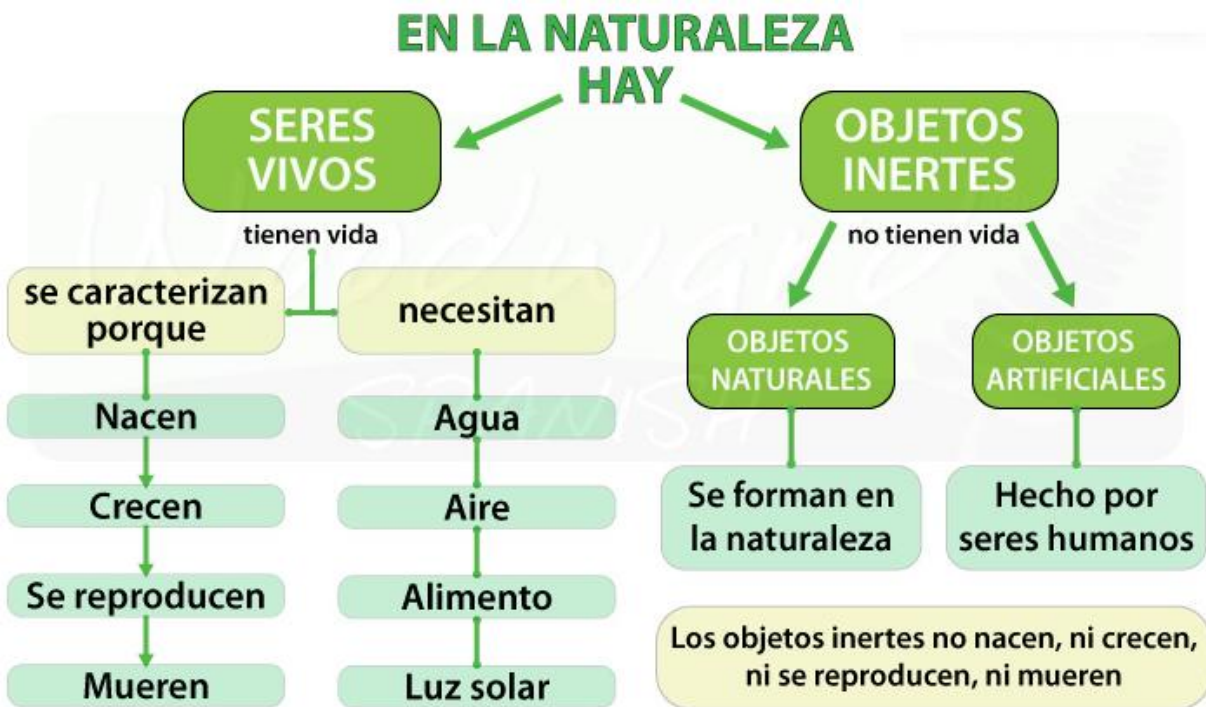 EN LA NATURALEZA
HAY
SERES
VIVOS
tienen vida
se caracterizan
porque
Nacen
Crecen
Se reproducen
Mueren
necesitan
Agua
Aire
Alimento
Luz solar
OBJETOS
INERTES
no tienen vida
OBJETOS
NATURALES
Se forman en
la naturaleza
OBJETOS
ARTIFICIALES
Hecho por
seres humanos
Los objetos inertes no nacen, ni crecen,
ni se reproducen, ni mueren
Woodward
SPANISH